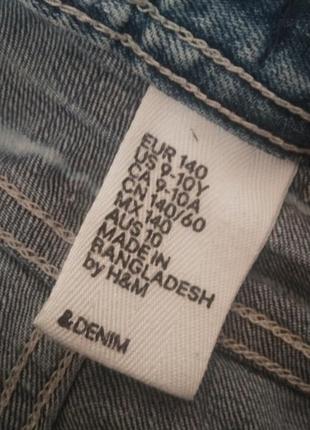 EUR 140
US 9-10Y
CA 9-10A
CN 140/60
MX 140
AUS 10
MADE IN
BANGLADESH
by H&M
&DENIM